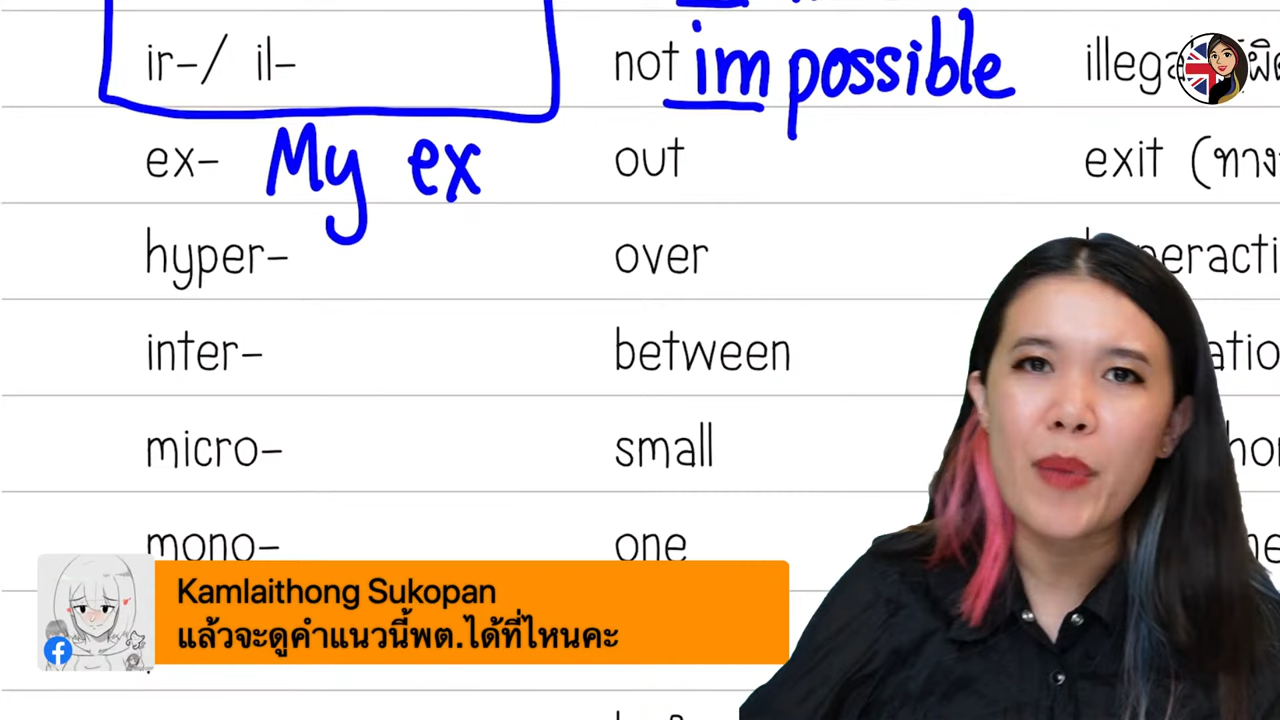 ir-/ il- not impossible
ex- My ex out exit
hyper- over
inter- between
micro- small
mono- one
Kamlaithong Sukopan
แล้วจะดูคำแนวนี้พต.ได้ที่ไหนคะ